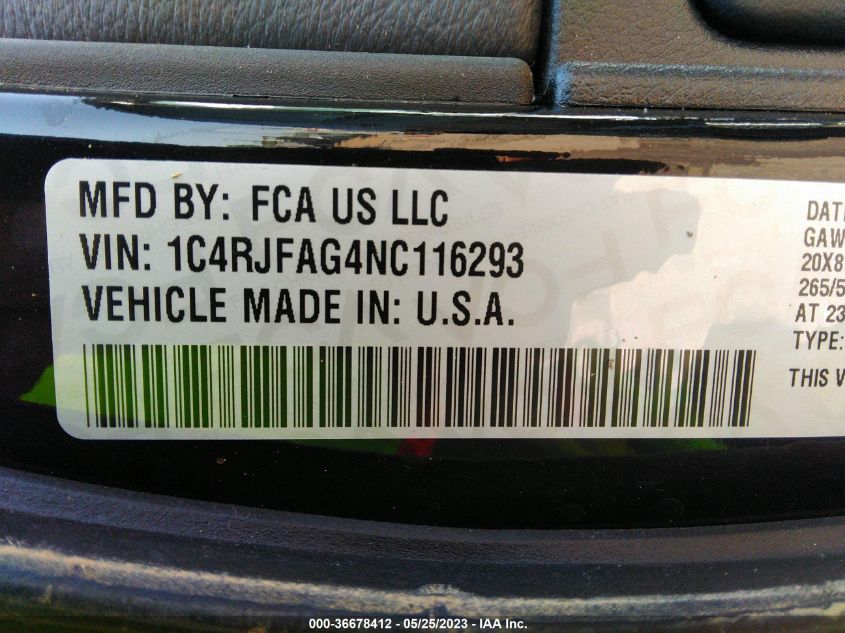 MFD BY: FCA US LLC
VIN: 1C4RJFAG4NC116293
VEHICLE MADE IN: U.S.A.
DAT
GAW
20X8
265/5
AT 23
TYPE:
THIS V
000-36678412 - 05/25/2023 - IAA Inc.